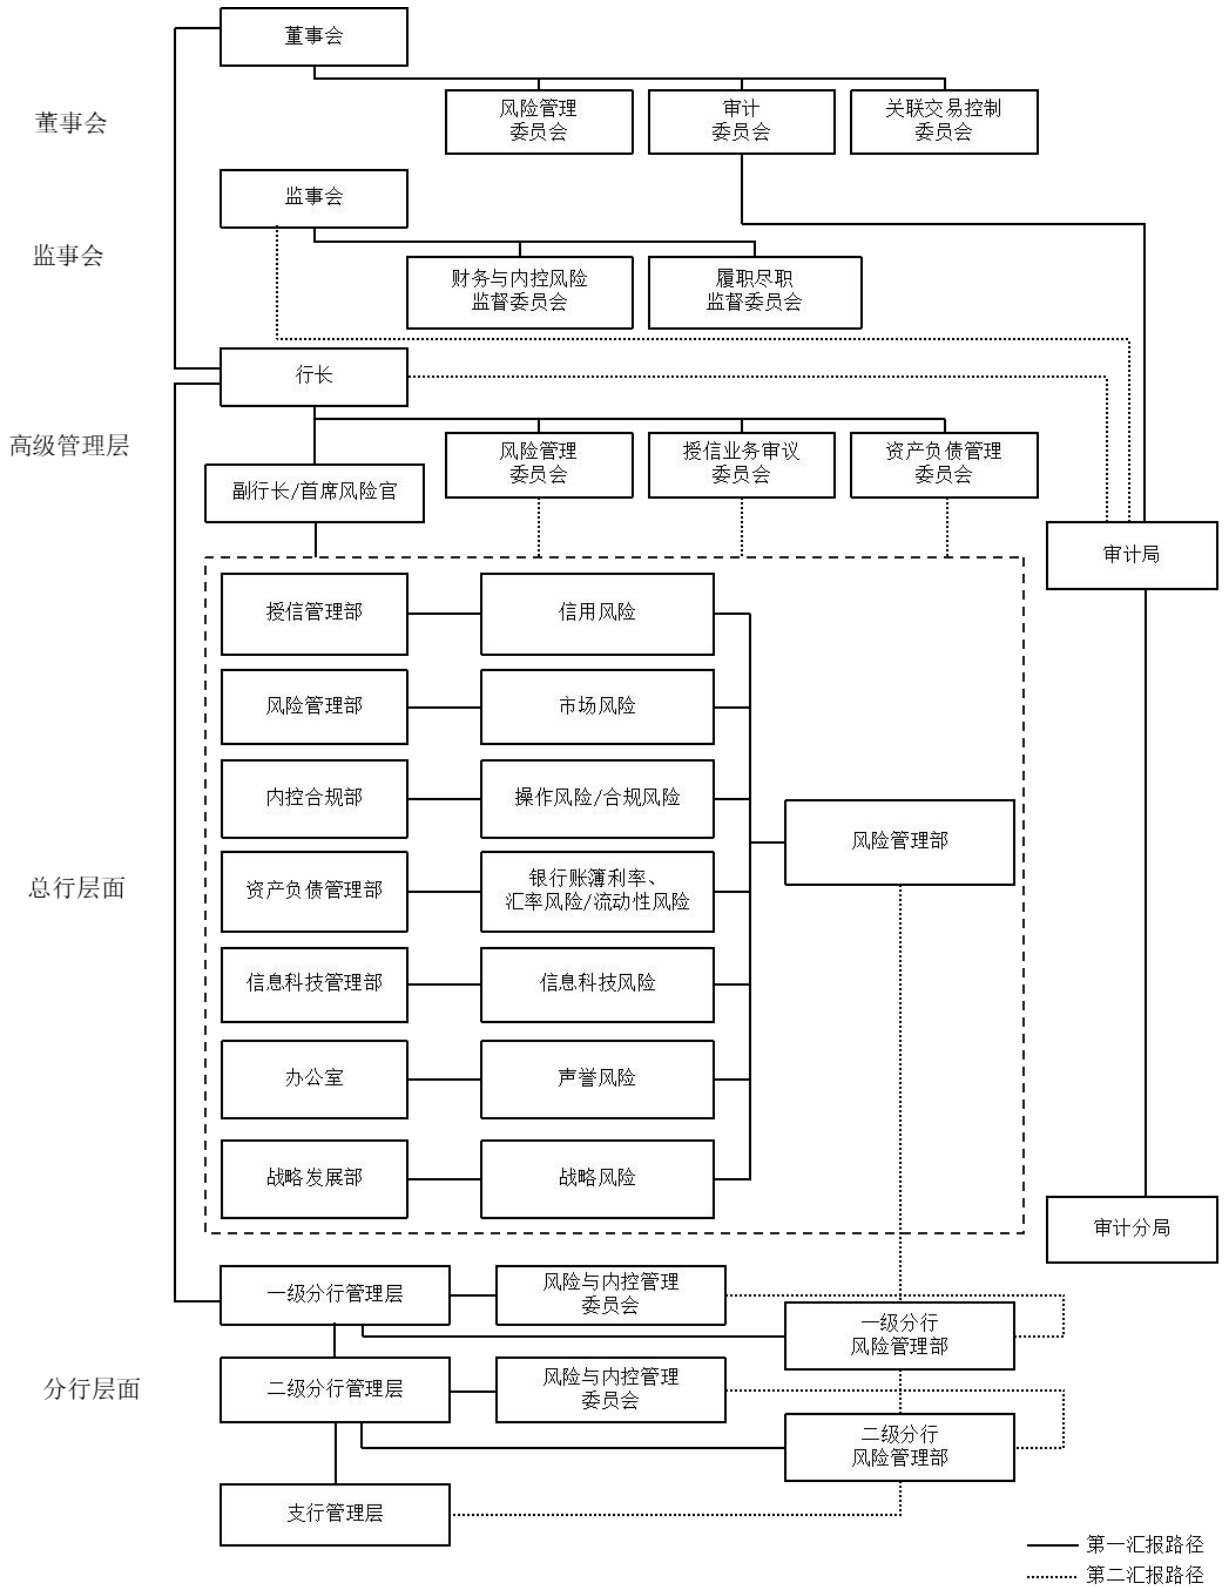 董事会
董事会
风险管理
委员会
审计
委员会
关联交易控制
委员会
监事会
监事会
财务与内控风险
监督委员会
履职尽职
监督委员会
行长
高级管理层
风险管理
委员会
授信业务审议
委员会
资产负债管理
委员会
副行长/首席风险官
审计局
授信管理部
信用风险
风险管理部
市场风险
内控合规部
操作风险/合规风险
风险管理部
总行层面
资产负债管理部
银行账簿利率、
汇率风险/流动性风险
信息科技管理部
信息科技风险
办公室
声誉风险
战略发展部
战略风险
审计分局
一级分行管理层
风险与内控管理
委员会
一级分行
风险管理部
分行层面
二级分行管理层
风险与内控管理
委员会
二级分行
风险管理部
支行管理层
第一汇报路径
第二汇报路径